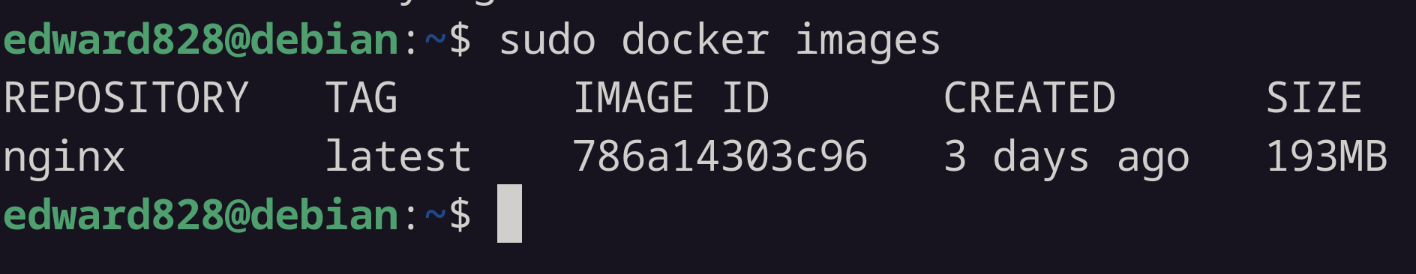 edward828@debian:~$ sudo docker images
REPOSITORY   TAG       IMAGE ID       CREATED      SIZE
nginx        latest    786a14303c96   3 days ago   193MB
edward828@debian:~$